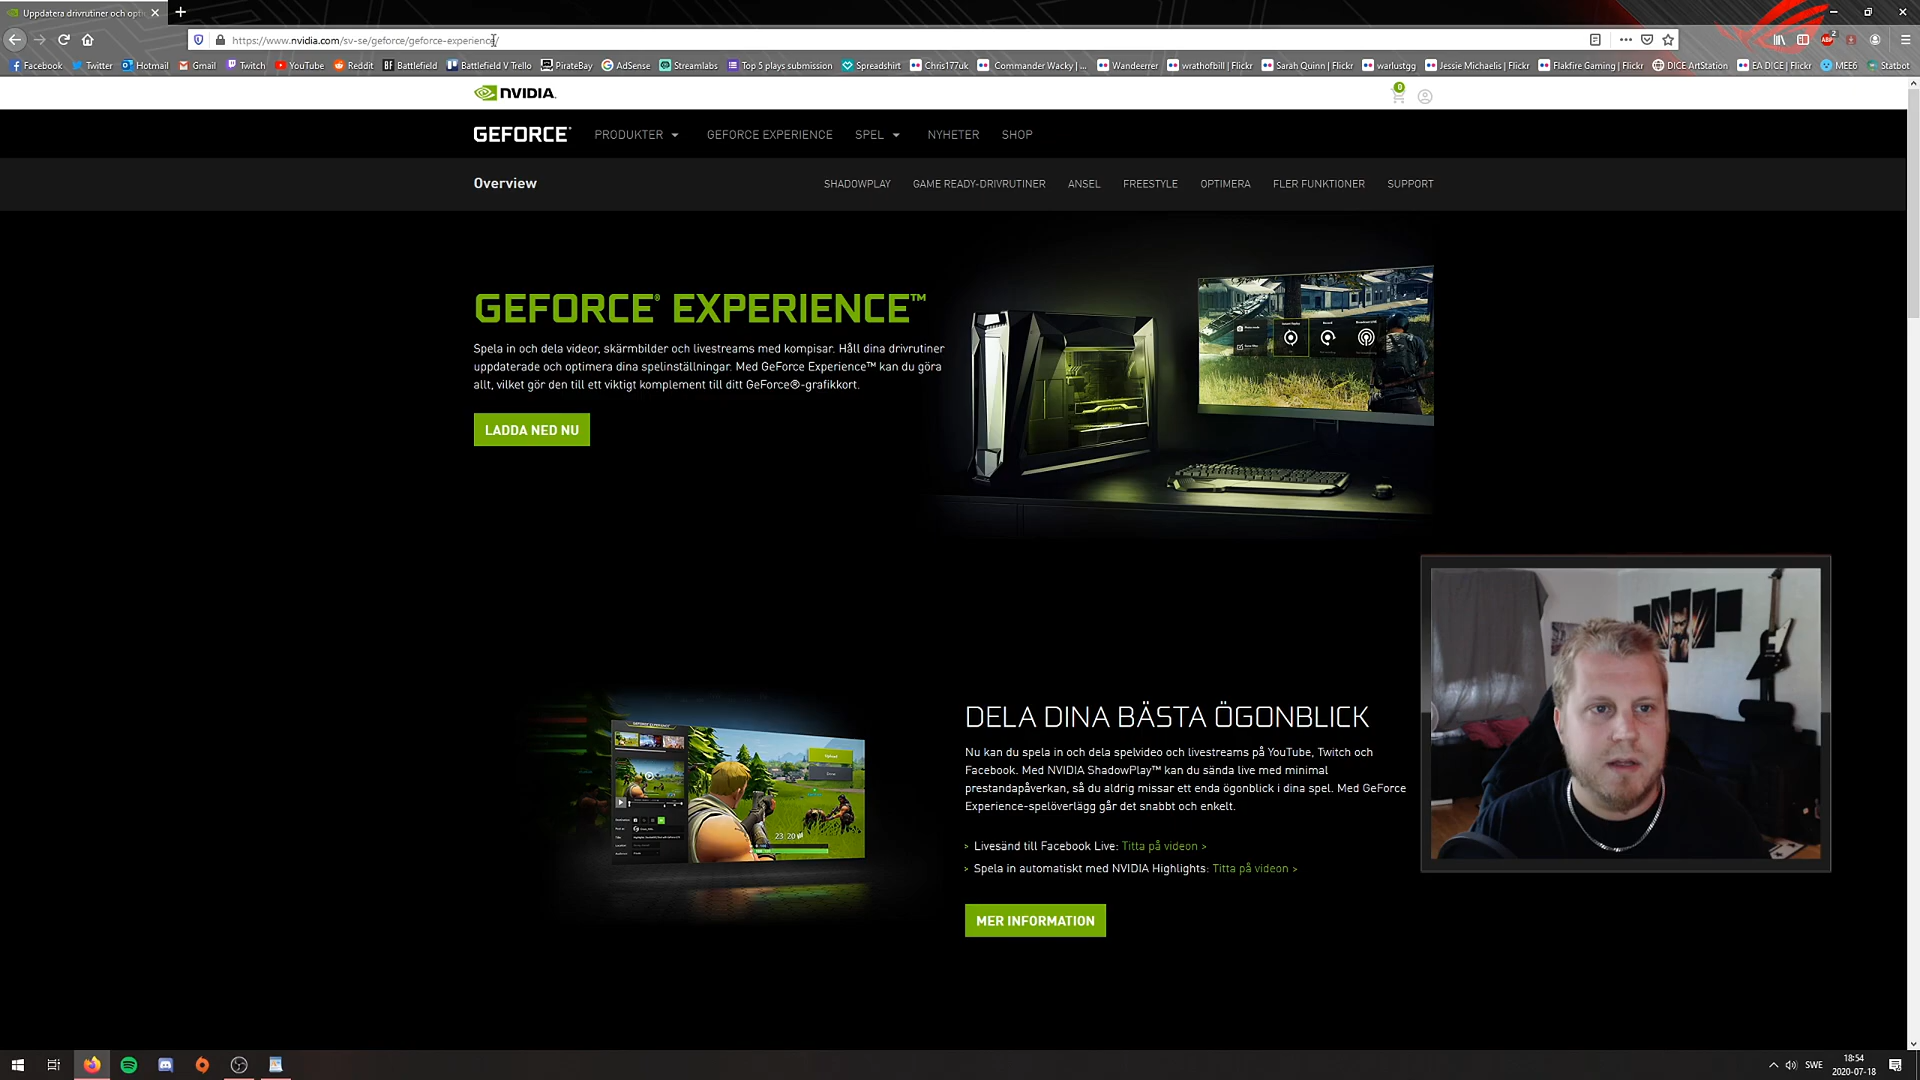 Uppdatera drivrutiner och opti
https://www.nvidia.com/sv-se/geforce/geforce-experience/
Facebook
Twitter
Hotmail
Gmail
Twitch
YouTube
Reddit
Battlefield
Battlefield V Trello
PirateBay
AdSense
Streamlabs
Top 5 plays submission
Spreadshirt
Chris177uk
Commander Wacky | ...
Wandeerrer
wrathofbill | Flickr
Sarah Quinn | Flickr
warlustgg
Jessie Michaelis | Flickr
Flakfire Gaming | Flickr
DICE ArtStation
EA DICE | Flickr
MEE6
Statbot
ABP 2
NVIDIA.
0
GEFORCE
PRODUKTER
GEFORCE EXPERIENCE
SPEL
NYHETER
SHOP
Overview
SHADOWPLAY
GAME READY-DRIVRUTINER
ANSEL
FREESTYLE
OPTIMERA
FLER FUNKTIONER
SUPPORT
GEFORCE® EXPERIENCE™
Spela in och dela videor, skärmbilder och livestreams med kompisar. Håll dina drivrutiner
uppdaterade och optimera dina spelinställningar. Med GeForce Experience™ kan du göra
allt, vilket gör den till ett viktigt komplement till ditt GeForce®-grafikkort.
LADDA NED NU
DELA DINA BÄSTA ÖGONBLICK
Nu kan du spela in och dela spelvideo och livestreams på YouTube, Twitch och
Facebook. Med NVIDIA ShadowPlay™ kan du sända live med minimal
prestandapåverkan, så du aldrig missar ett enda ögonblick i dina spel. Med GeForce
Experience-spelöverlägg går det snabbt och enkelt.
> Livesänd till Facebook Live: Titta på videon >
> Spela in automatiskt med NVIDIA Highlights: Titta på videon >
MER INFORMATION
SWE
18:54
2020-07-18